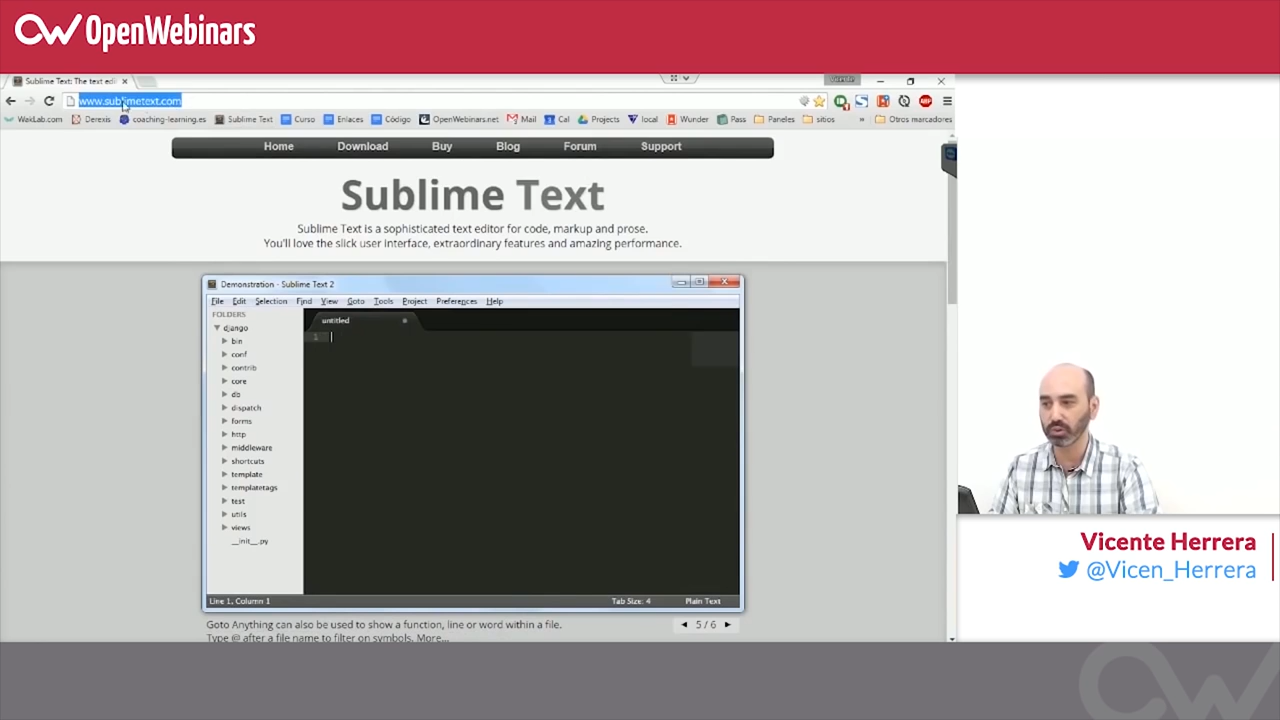 OpenWebinars
Sublime Text: The text edi
www.sublimetext.com
WakLab.com Derexis coaching-learning.es Sublime Text Curso Enlaces Código OpenWebinars.net Mail Cal Projects local Wunder Pass Paneles sitios » Otros marcadores
Home Download Buy Blog Forum Support
Sublime Text
Sublime Text is a sophisticated text editor for code, markup and prose.
You'll love the slick user interface, extraordinary features and amazing performance.
Demonstration - Sublime Text 2
File Edit Selection Find View Goto Tools Project Preferences Help
FOLDERS
django
bin
conf
contrib
core
db
dispatch
forms
http
middleware
shortcuts
template
templatetags
test
utils
views
__init__.py
untitled
1
Line 1, Column 1 Tab Size: 4 Plain Text
Goto Anything can also be used to show a function, line or word within a file.
Type @ after a file name to filter on symbols. More...
5 / 6
Vicente Herrera
@Vicen_Herrera